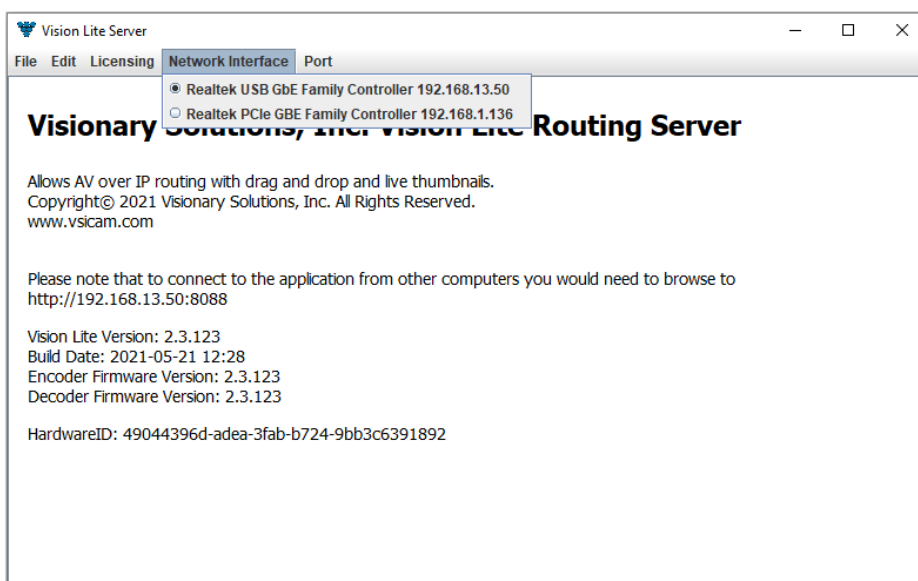 Vision Lite Server
File Edit Licensing Network Interface Port
Realtek USB GbE Family Controller 192.168.13.50
Realtek PCIe GBE Family Controller 192.168.1.136
Visionary Solutions, Inc. Vision Lite Routing Server
Allows AV over IP routing with drag and drop and live thumbnails.
Copyright© 2021 Visionary Solutions, Inc. All Rights Reserved.
www.vsicam.com
Please note that to connect to the application from other computers you would need to browse to
http://192.168.13.50:8088
Vision Lite Version: 2.3.123
Build Date: 2021-05-21 12:28
Encoder Firmware Version: 2.3.123
Decoder Firmware Version: 2.3.123
HardwareID: 49044396d-adea-3fab-b724-9bb3c6391892